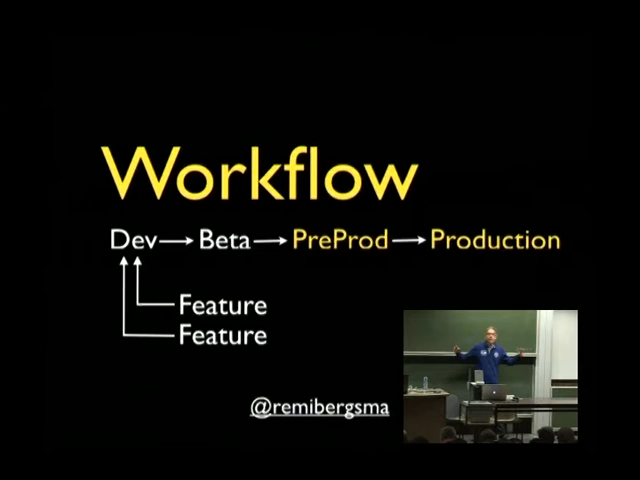 Workflow
Dev → Beta → PreProd → Production
Feature
Feature
@remibergsma